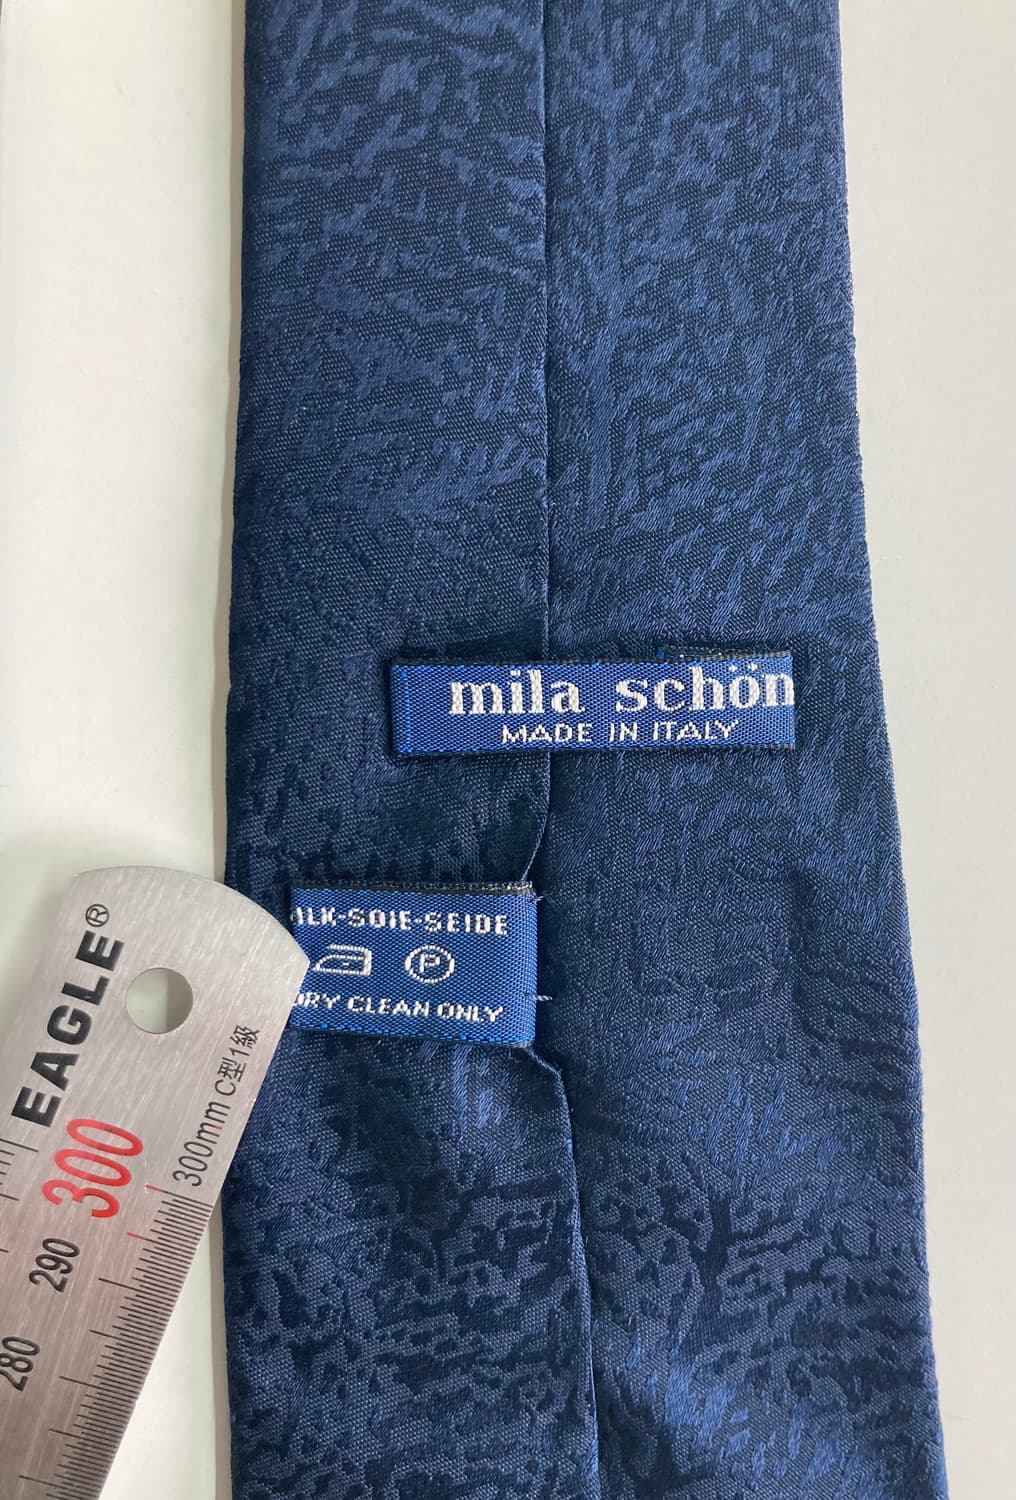 mila schön
MADE IN ITALY
ILK-SOIE-SEIDE
P
DRY CLEAN ONLY
EAGLE®
300mm C型1級
300
290
280